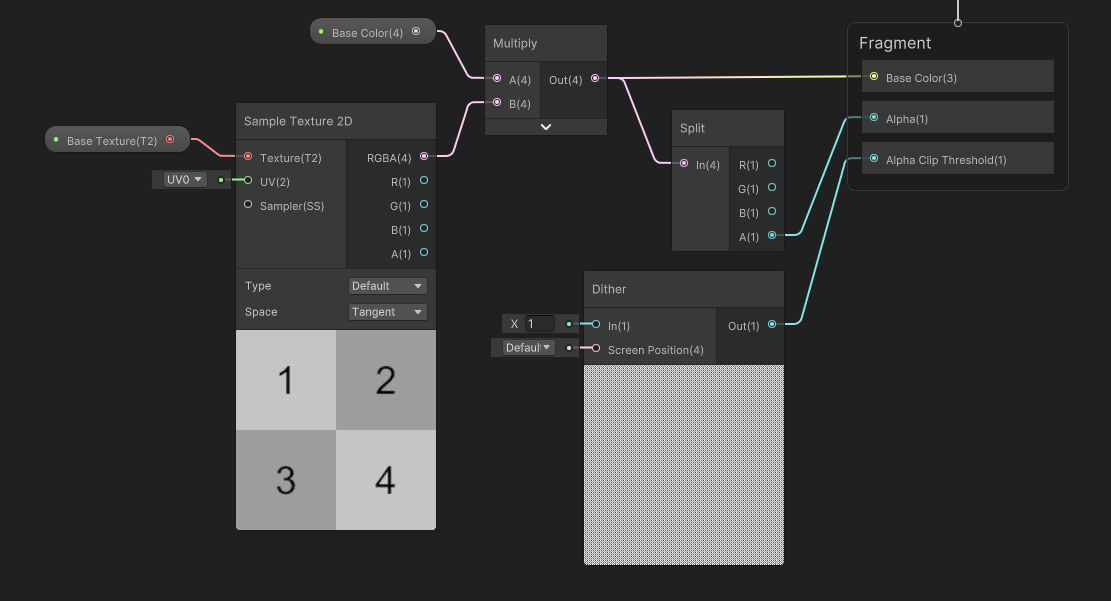 Base Color(4)
Multiply
A(4)
Out(4)
B(4)
Fragment
Base Color(3)
Alpha(1)
Alpha Clip Threshold(1)
Base Texture(T2)
Sample Texture 2D
Texture(T2)
RGBA(4)
UV0
UV(2)
R(1)
Sampler(SS)
G(1)
B(1)
A(1)
Type
Default
Space
Tangent
1
2
3
4
Split
In(4)
R(1)
G(1)
B(1)
A(1)
Dither
X 1
In(1)
Out(1)
Defaul
Screen Position(4)